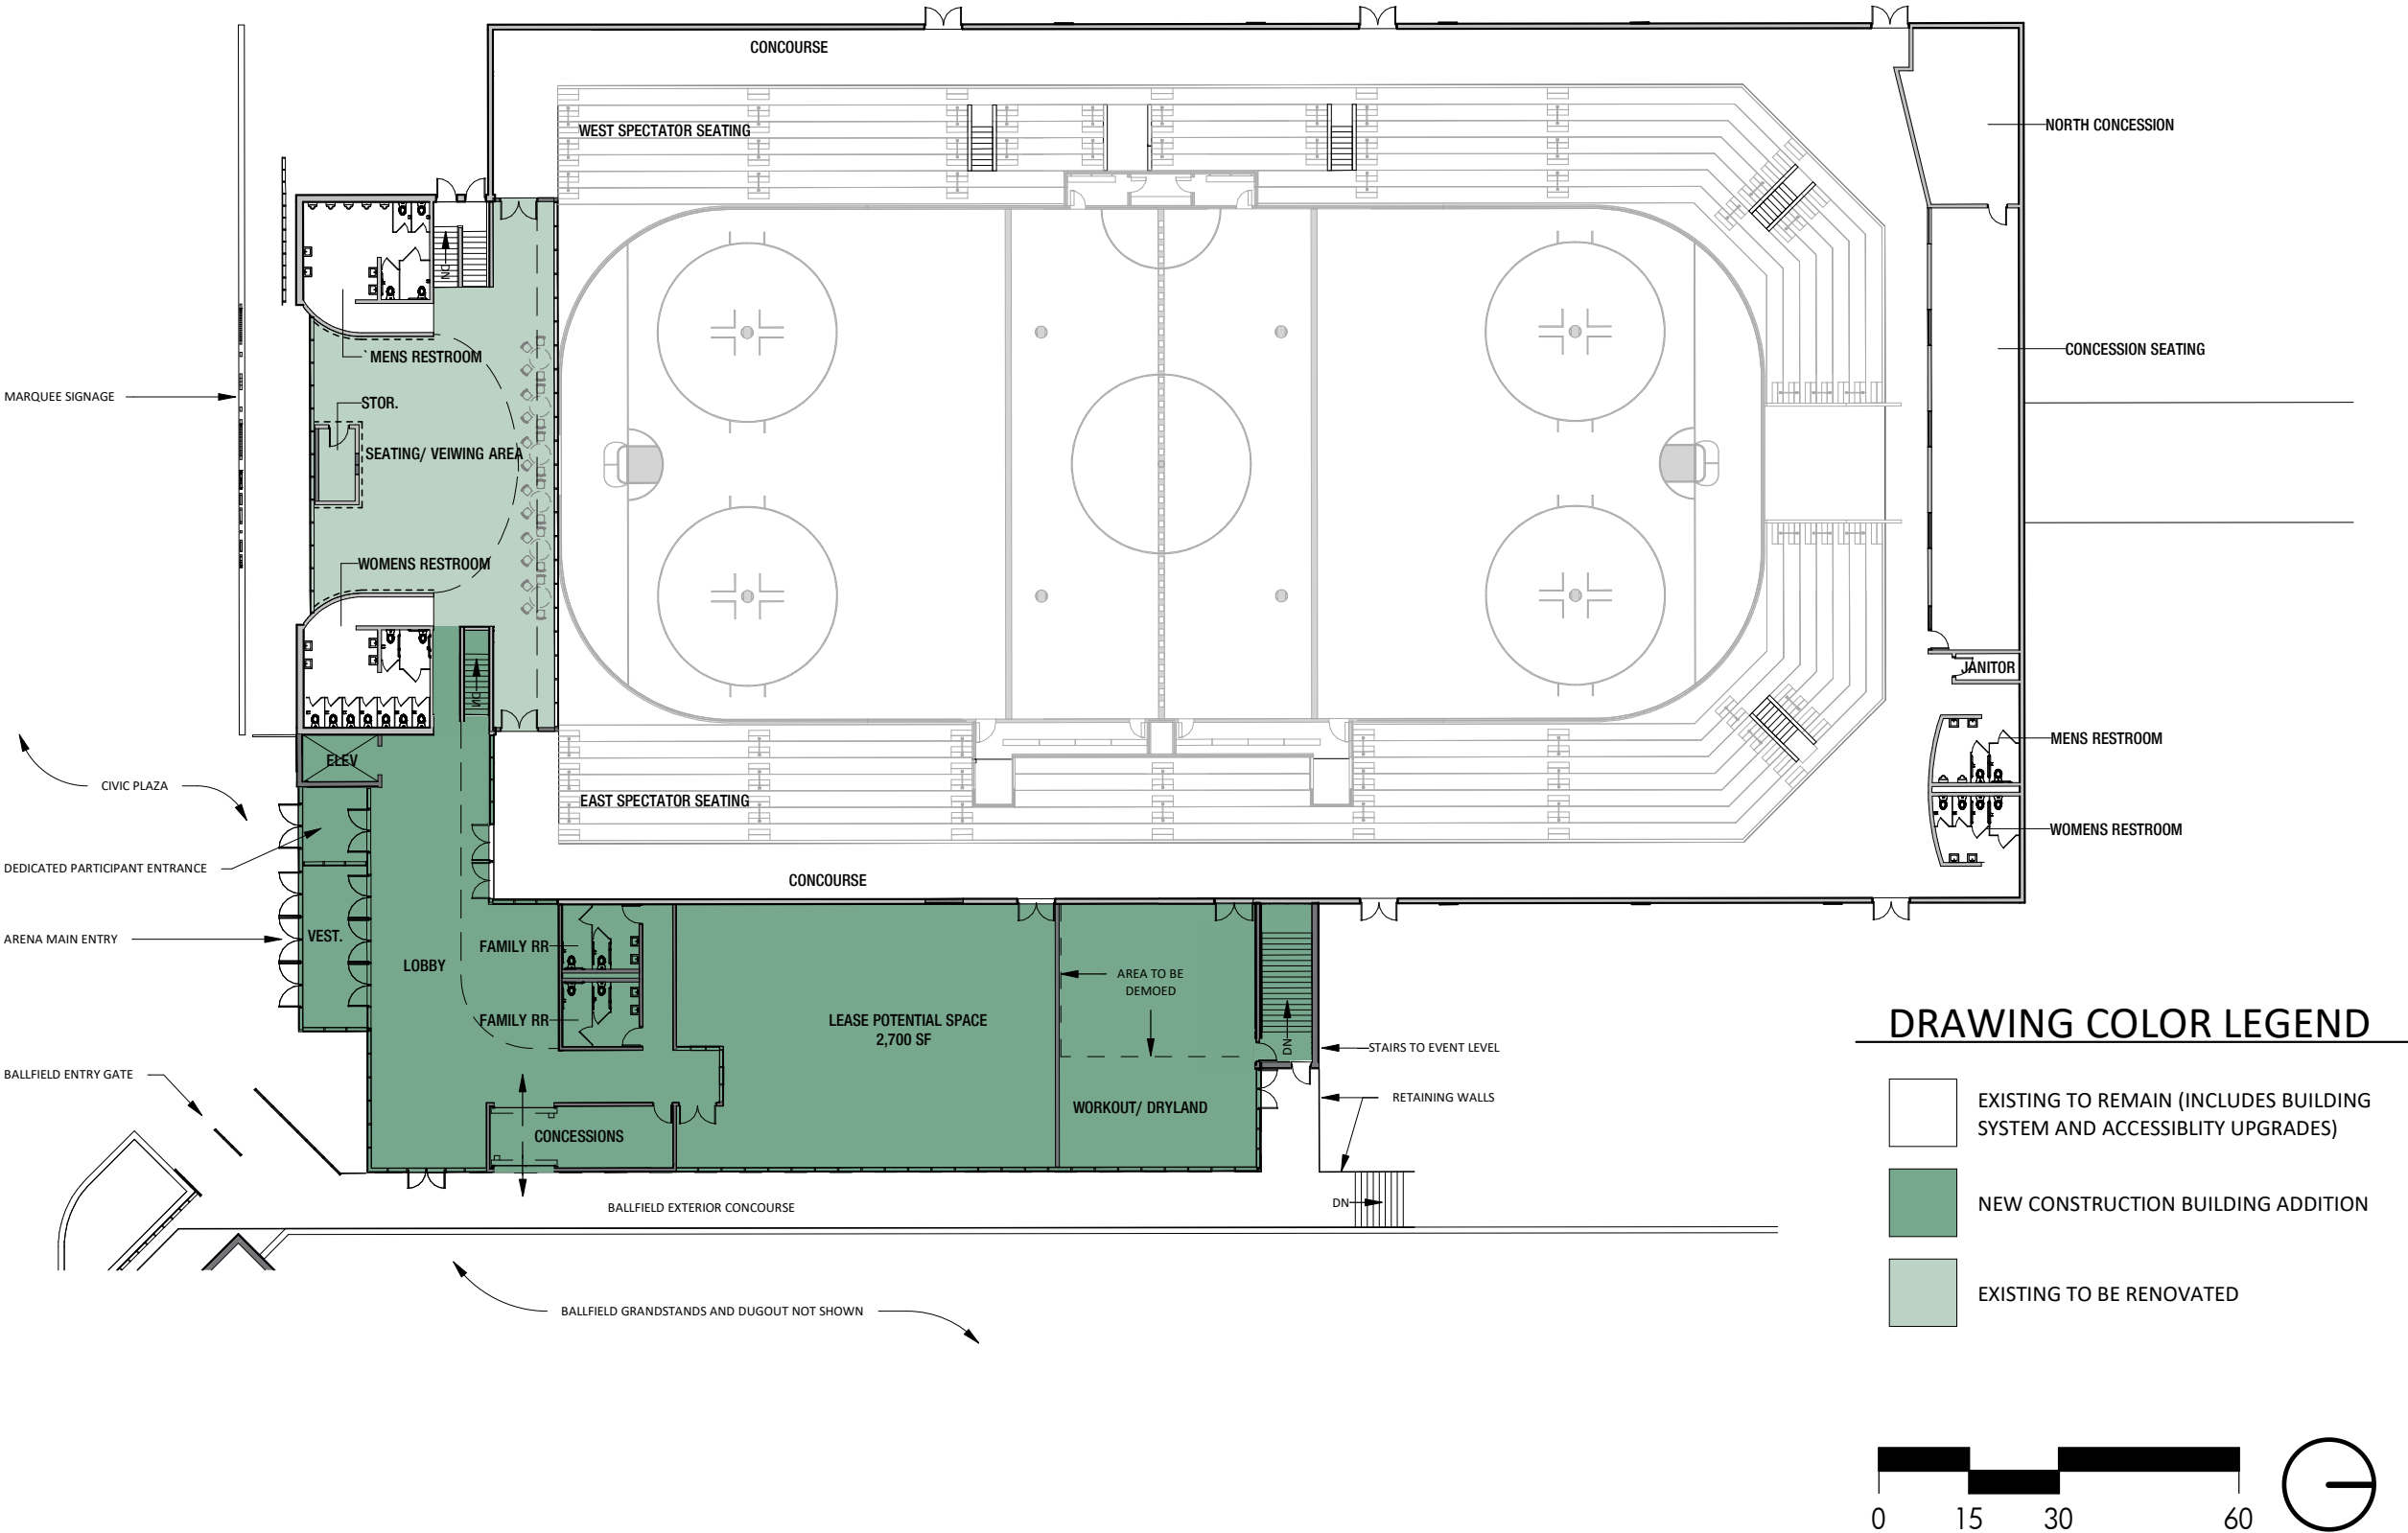 CONCOURSE
WEST SPECTATOR SEATING
NORTH CONCESSION
DN
`MENS RESTROOM
CONCESSION SEATING
MARQUEE SIGNAGE
STOR.
SEATING/ VEIWING AREA
WOMENS RESTROOM
JANITOR
DN
MENS RESTROOM
ELEV
CIVIC PLAZA
EAST SPECTATOR SEATING
WOMENS RESTROOM
DEDICATED PARTICIPANT ENTRANCE
CONCOURSE
VEST.
ARENA MAIN ENTRY
FAMILY RR
LOBBY
AREA TO BE
DEMOED
FAMILY RR
LEASE POTENTIAL SPACE
2,700 SF
DN
STAIRS TO EVENT LEVEL
BALLFIELD ENTRY GATE
RETAINING WALLS
WORKOUT/ DRYLAND
CONCESSIONS
DN
BALLFIELD EXTERIOR CONCOURSE
BALLFIELD GRANDSTANDS AND DUGOUT NOT SHOWN
DRAWING COLOR LEGEND
EXISTING TO REMAIN (INCLUDES BUILDING
SYSTEM AND ACCESSIBLITY UPGRADES)
NEW CONSTRUCTION BUILDING ADDITION
EXISTING TO BE RENOVATED
0 15 30 60